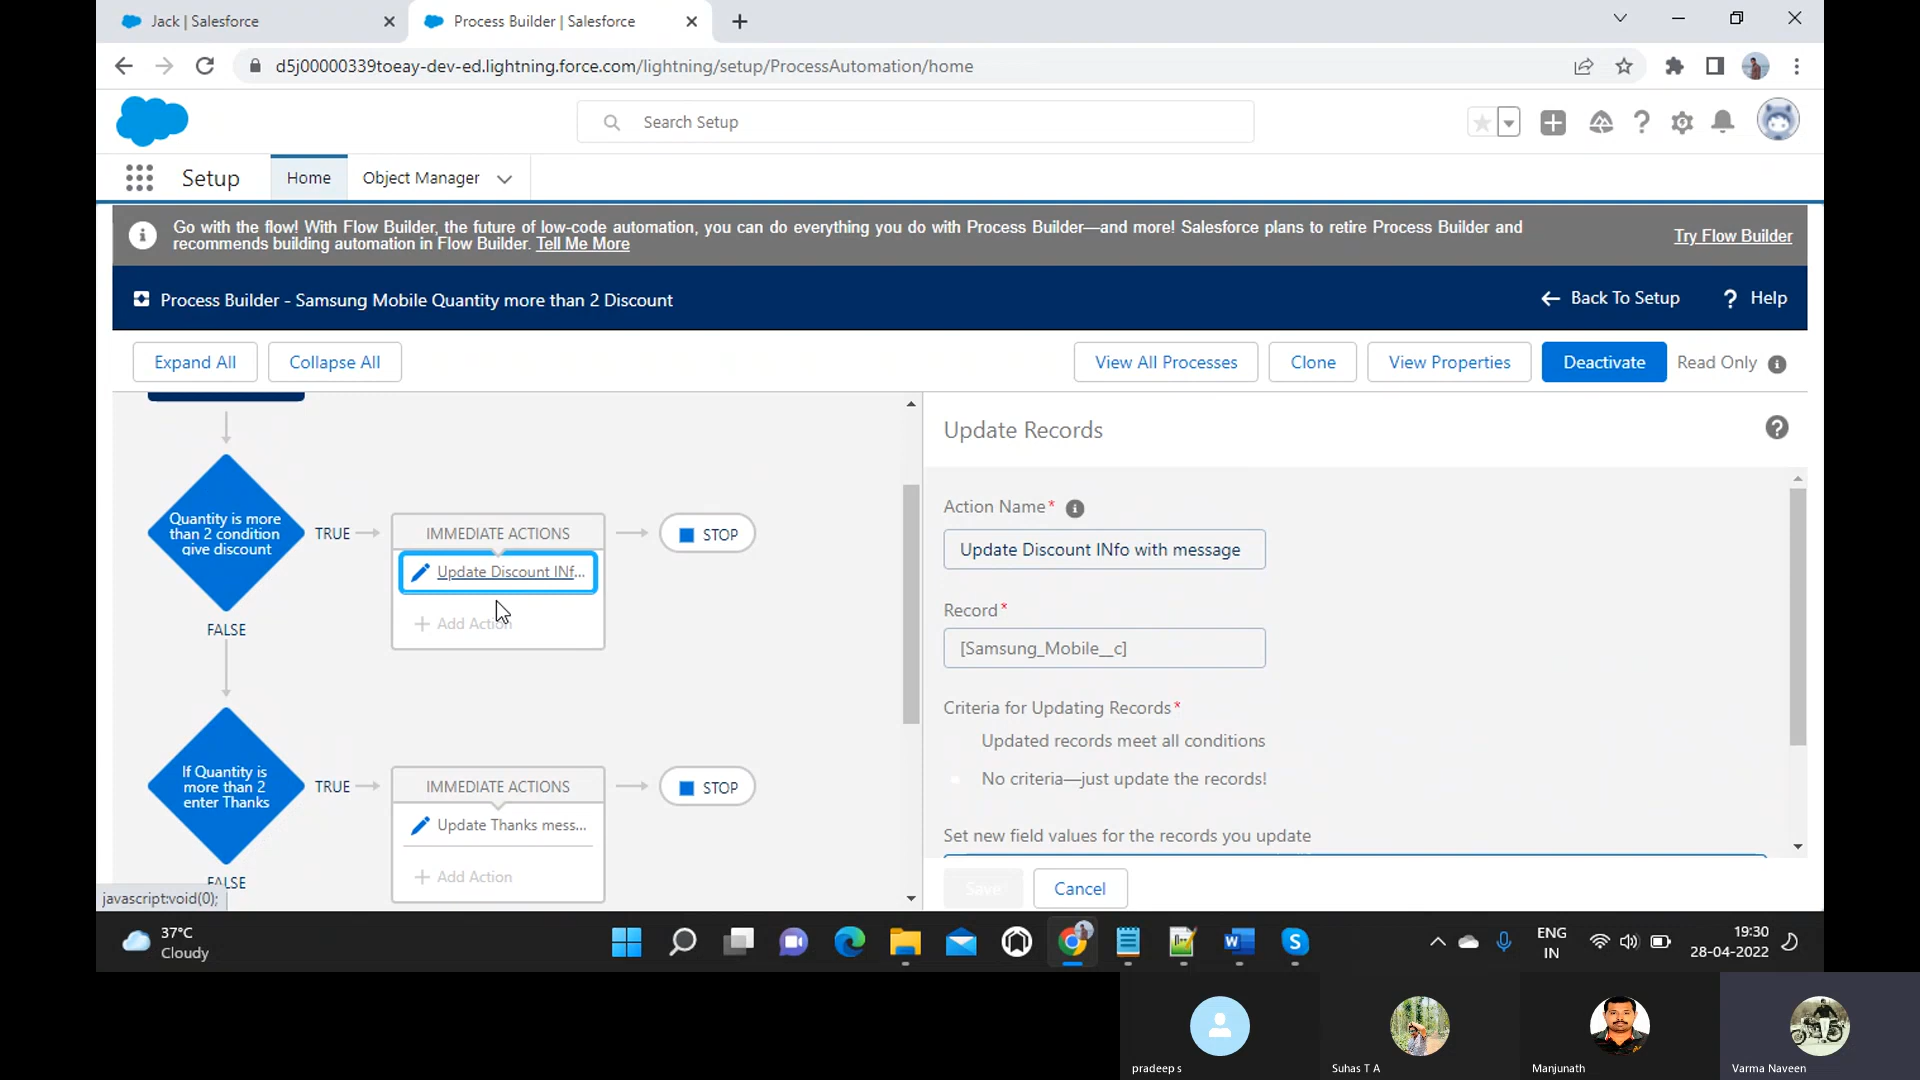 Jack | Salesforce
Process Builder | Salesforce
d5j00000339toeay-dev-ed.lightning.force.com/lightning/setup/ProcessAutomation/home
Search Setup
Setup
Home
Object Manager
Go with the flow! With Flow Builder, the future of low-code automation, you can do everything you do with Process Builder—and more! Salesforce plans to retire Process Builder and
recommends building automation in Flow Builder. Tell Me More
Try Flow Builder
Process Builder - Samsung Mobile Quantity more than 2 Discount
Back To Setup
? Help
Expand All
Collapse All
View All Processes
Clone
View Properties
Deactivate
Read Only
Quantity is more
than 2 condition
give discount
TRUE
IMMEDIATE ACTIONS
STOP
Update Discount INf...
+ Add Action
FALSE
If Quantity is
more than 2
enter Thanks
TRUE
IMMEDIATE ACTIONS
STOP
Update Thanks mess...
+ Add Action
FALSE
javascript:void(0);
Update Records
Action Name*
Update Discount INfo with message
Record*
[Samsung_Mobile__c]
Criteria for Updating Records*
Updated records meet all conditions
No criteria—just update the records!
Set new field values for the records you update
Save
Cancel
37°C
Cloudy
ENG
IN
19:30
28-04-2022
pradeep s
Suhas T A
Manjunath
Varma Naveen